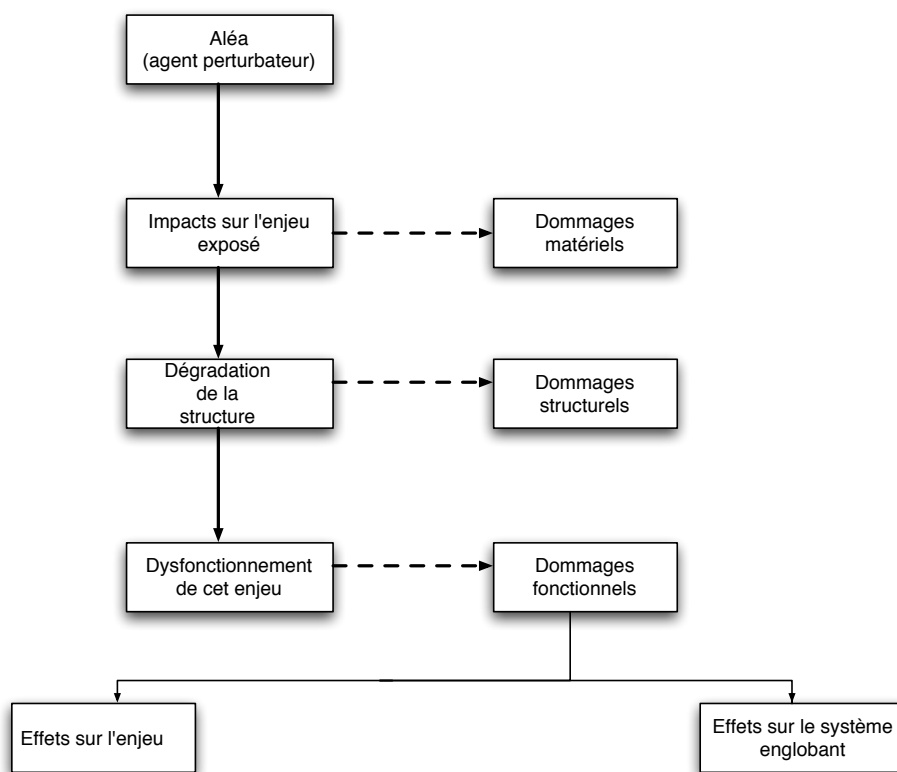 Aléa
(agent perturbateur)
Impacts sur l'enjeu
exposé
Dommages
matériels
Dégradation
de la
structure
Dommages
structurels
Dysfonctionnement
de cet enjeu
Dommages
fonctionnels
Effets sur l'enjeu
Effets sur le système
englobant